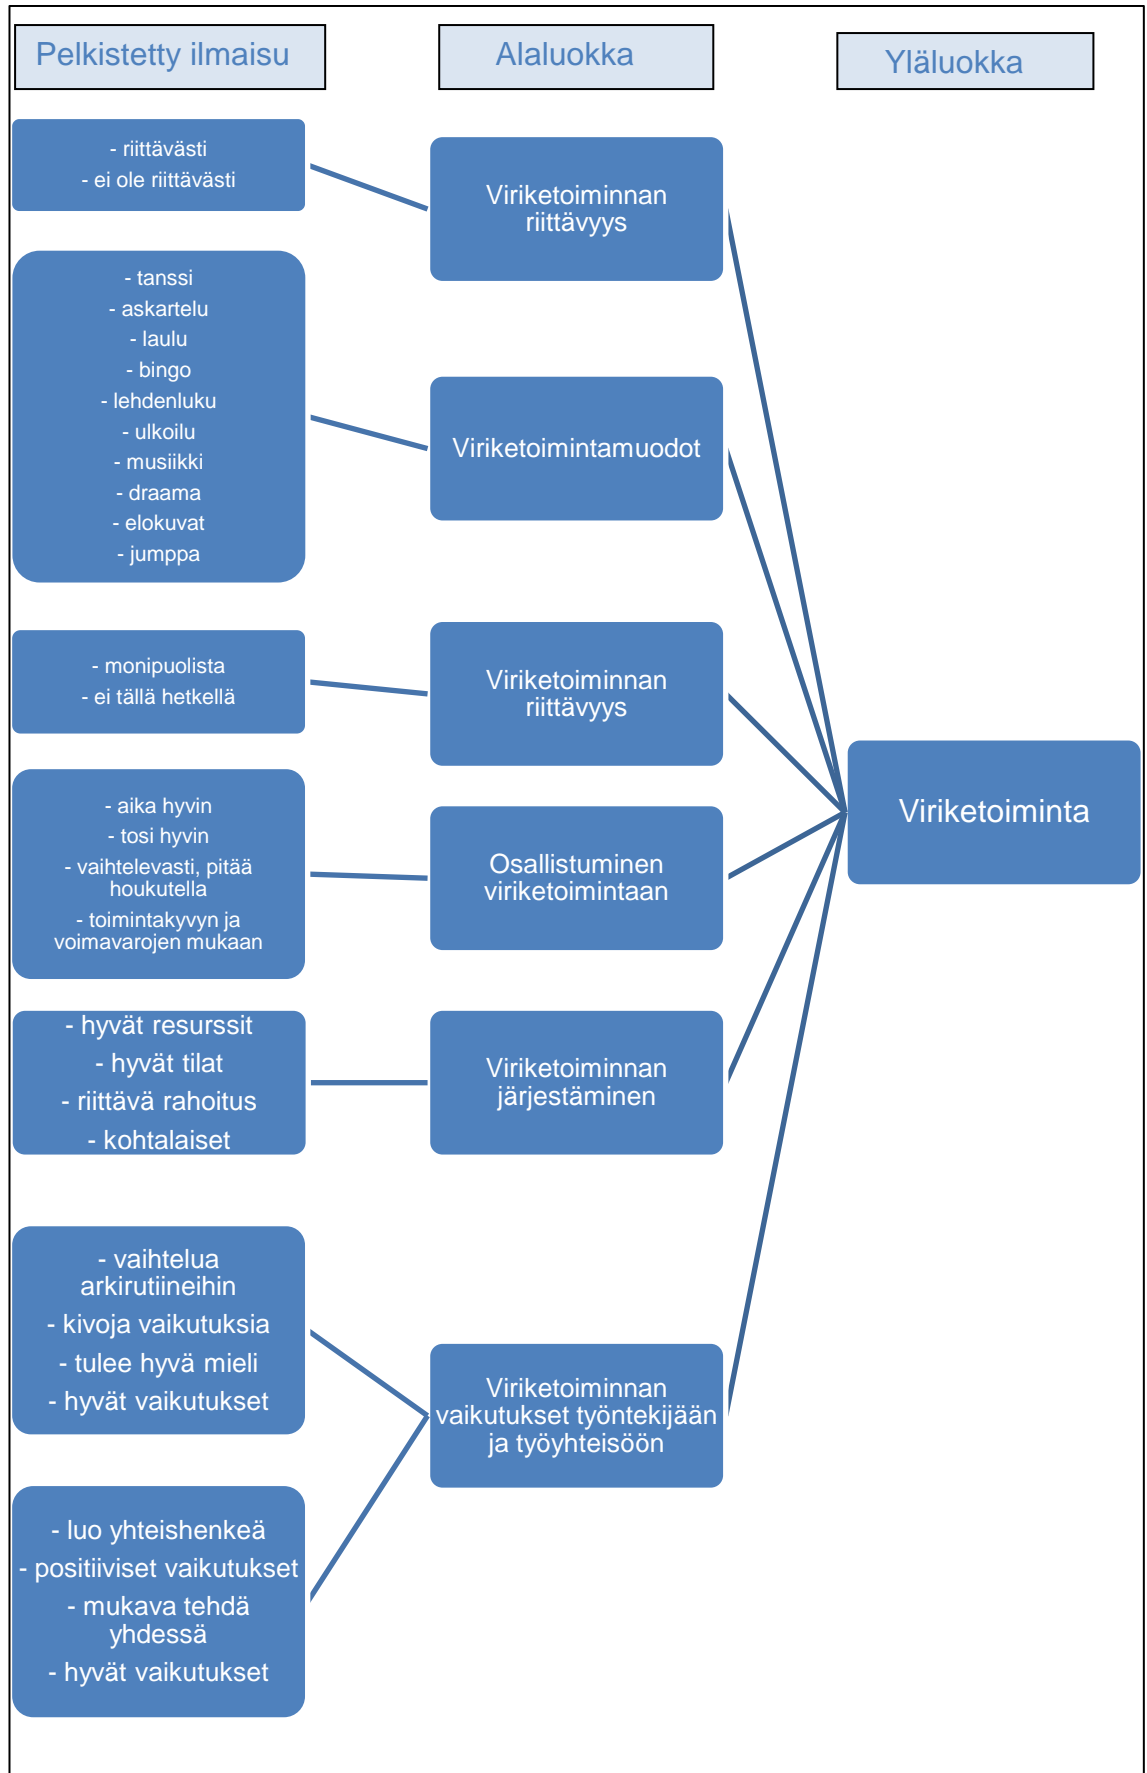 Pelkistetty ilmaisu
Alaluokka
Yläluokka
- riittävästi
- ei ole riittävästi
Viriketoiminnan
riittävyys
- tanssi
- askartelu
- laulu
- bingo
- lehdenluku
- ulkoilu
- musiikki
- draama
- elokuvat
- jumppa
Viriketoimintamuodot
- monipuolista
- ei tällä hetkellä
Viriketoiminnan
riittävyys
- aika hyvin
- tosi hyvin
- vaihtelevasti, pitää
houkutella
- toimintakyvyn ja
voimavarojen mukaan
Osallistuminen
viriketoimintaan
- hyvät resurssit
- hyvät tilat
- riittävä rahoitus
- kohtalaiset
Viriketoiminnan
järjestäminen
- vaihtelua
arkirutiineihin
- kivoja vaikutuksia
- tulee hyvä mieli
- hyvät vaikutukset
- luo yhteishenkeä
- positiiviset vaikutukset
- mukava tehdä
yhdessä
- hyvät vaikutukset
Viriketoiminnan
vaikutukset työntekijään
ja työyhteisöön
Viriketoiminta